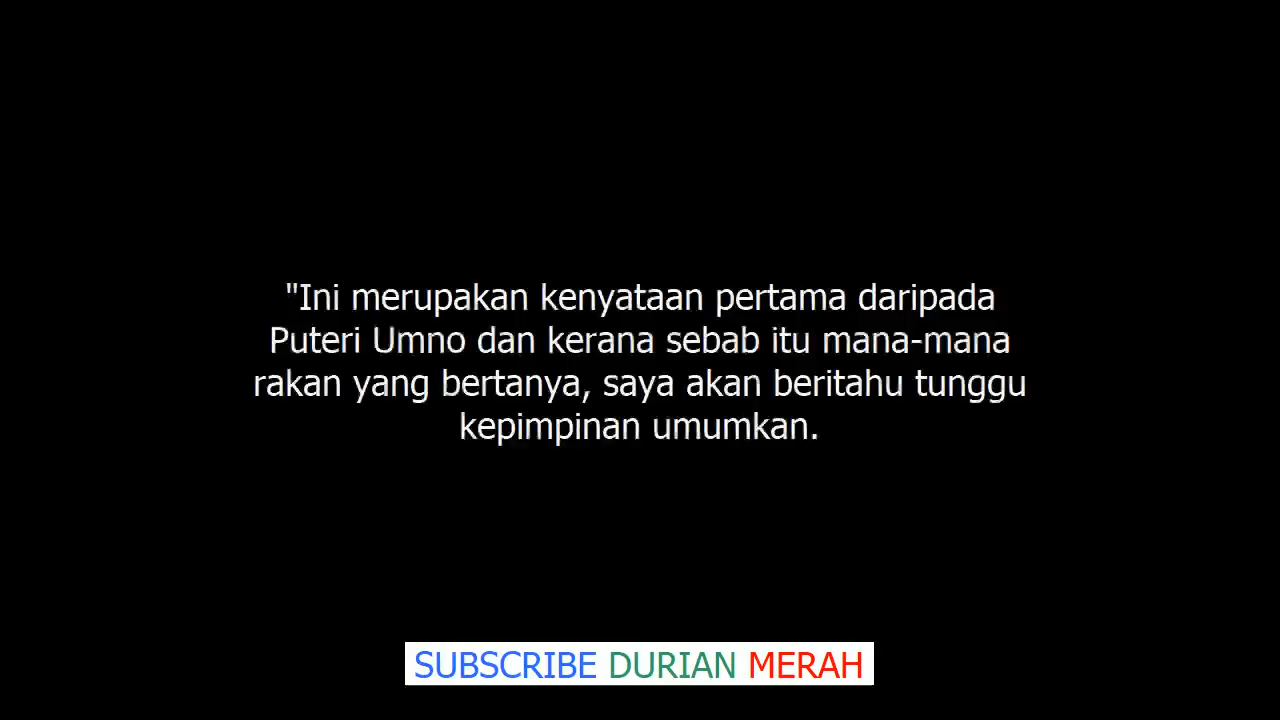 "Ini merupakan kenyataan pertama daripada
Puteri Umno dan kerana sebab itu mana-mana
rakan yang bertanya, saya akan beritahu tunggu
kepimpinan umumkan.
SUBSCRIBE DURIAN MERAH